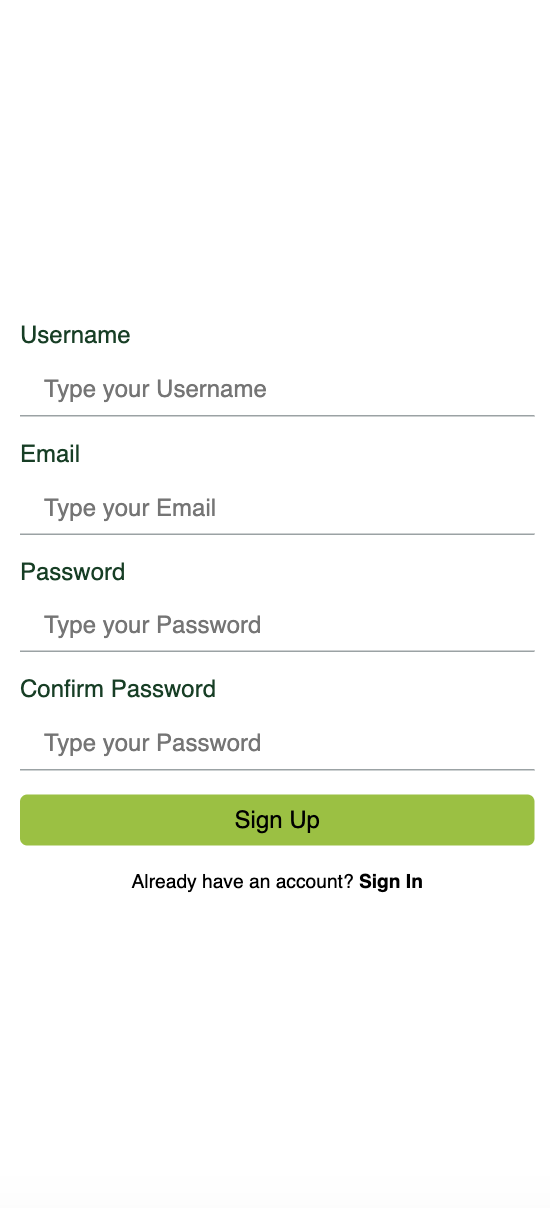 Username
Type your Username
Email
Type your Email
Password
Type your Password
Confirm Password
Type your Password
Sign Up
Already have an account? Sign In